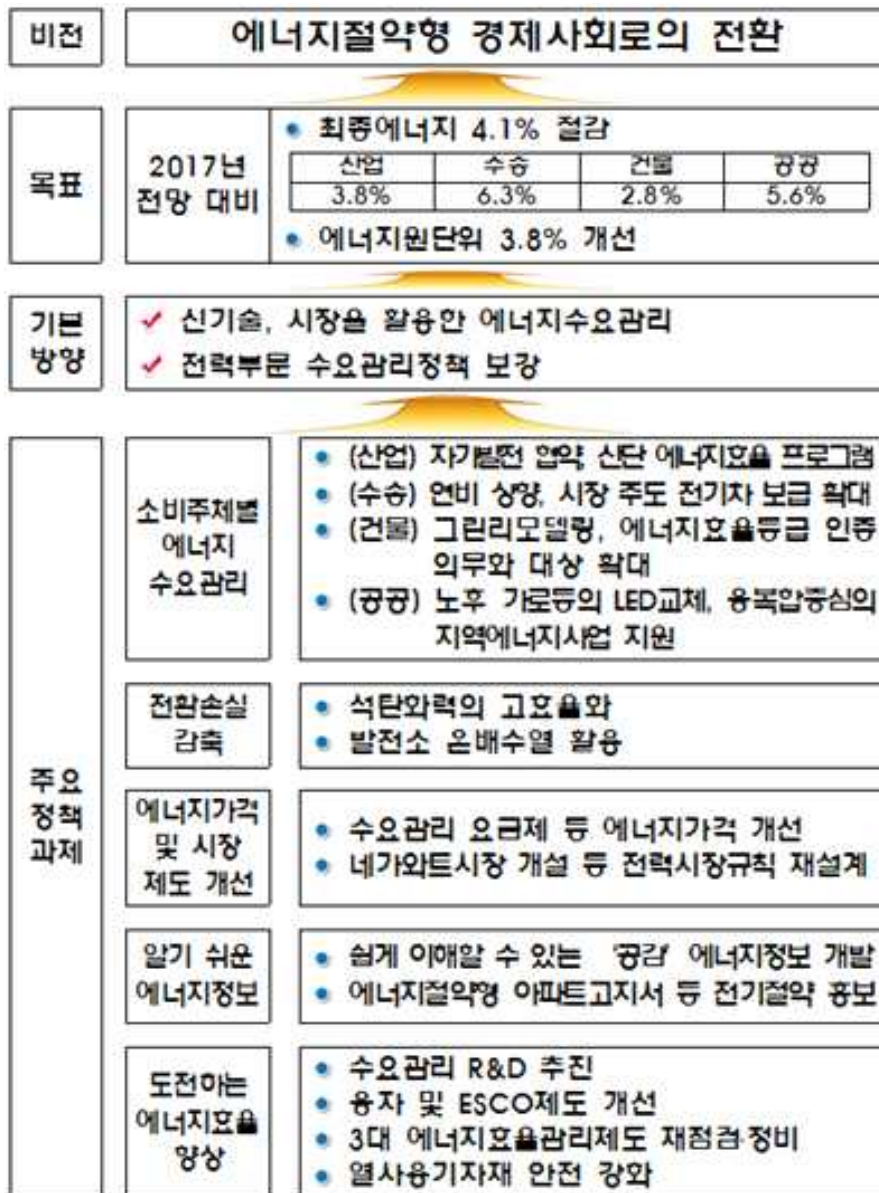 비전
에너지절약형 경제사회로의 전환
목표
2017년
전망 대비
최종에너지 4.1% 절감
산업 수송 건물 공공
3.8% 6.3% 2.8% 5.6%
에너지원단위 3.8% 개선
기본
방향
신기술, 시장을 활용한 에너지수요관리
전력부문 수요관리정책 보강
주요
정책
과제
소비주체별
에너지
수요관리
(산업) 자가발전 협약, 산단 에너지효율 프로그램
(수송) 연비 상향, 시장 주도 전기차 보급 확대
(건물) 그린리모델링, 에너지효율등급 인증
의무화 대상 확대
(공공) 노후 가로등의 LED교체, 융복합중심의
지역에너지사업 지원
전환손실
감축
석탄화력의 고효율화
발전소 온배수열 활용
에너지가격
및 시장
제도 개선
수요관리 요금제 등 에너지가격 개선
네가와트시장 개설 등 전력시장규칙 재설계
알기 쉬운
에너지정보
쉽게 이해할 수 있는 '공감' 에너지정보 개발
에너지절약형 아파트고지서 등 전기절약 홍보
도전하는
에너지효율
향상
수요관리 R&D 추진
융자 및 ESCO제도 개선
3대 에너지효율관리제도 재점검·정비
열사용기자재 안전 강화